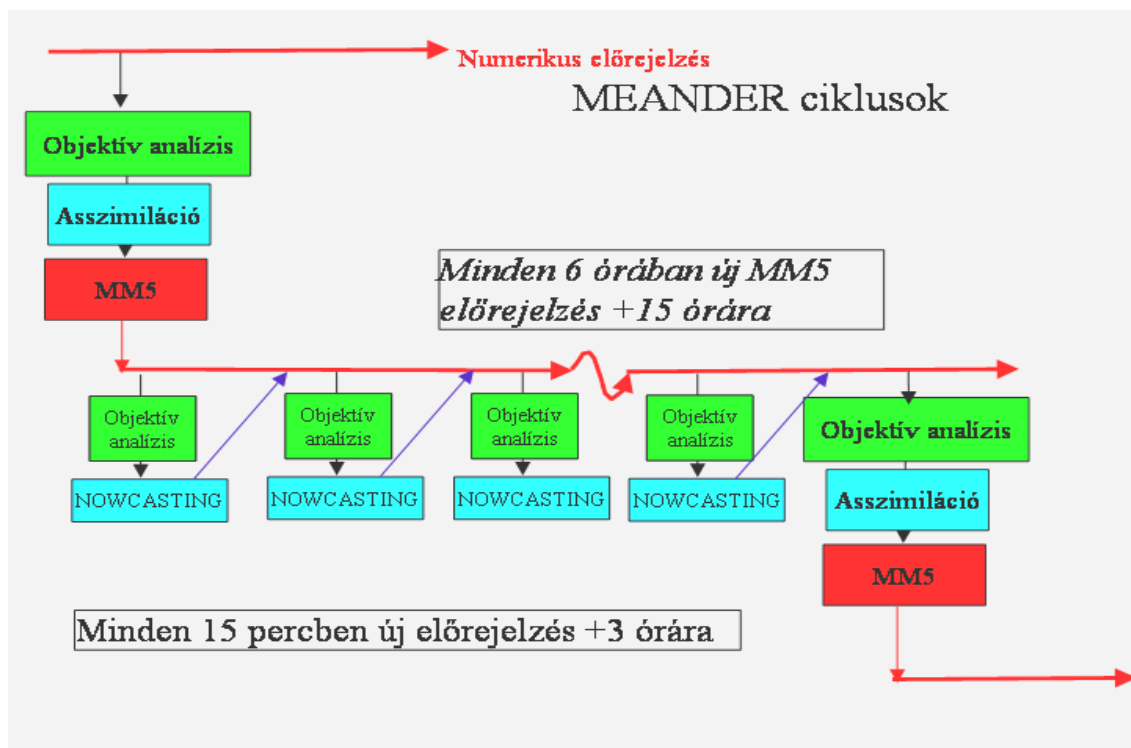 Numerikus előrejelzés
MEANDER ciklusok
Objektív analízis
Asszimiláció
MM5
Minden 6 órában új MM5
előrejelzés +15 órára
Objektív
analízis
NOWCASTING
Objektív
analízis
NOWCASTING
Objektív
analízis
NOWCASTING
Objektív
analízis
NOWCASTING
Objektív analízis
Asszimiláció
MM5
Minden 15 percben új előrejelzés +3 órára